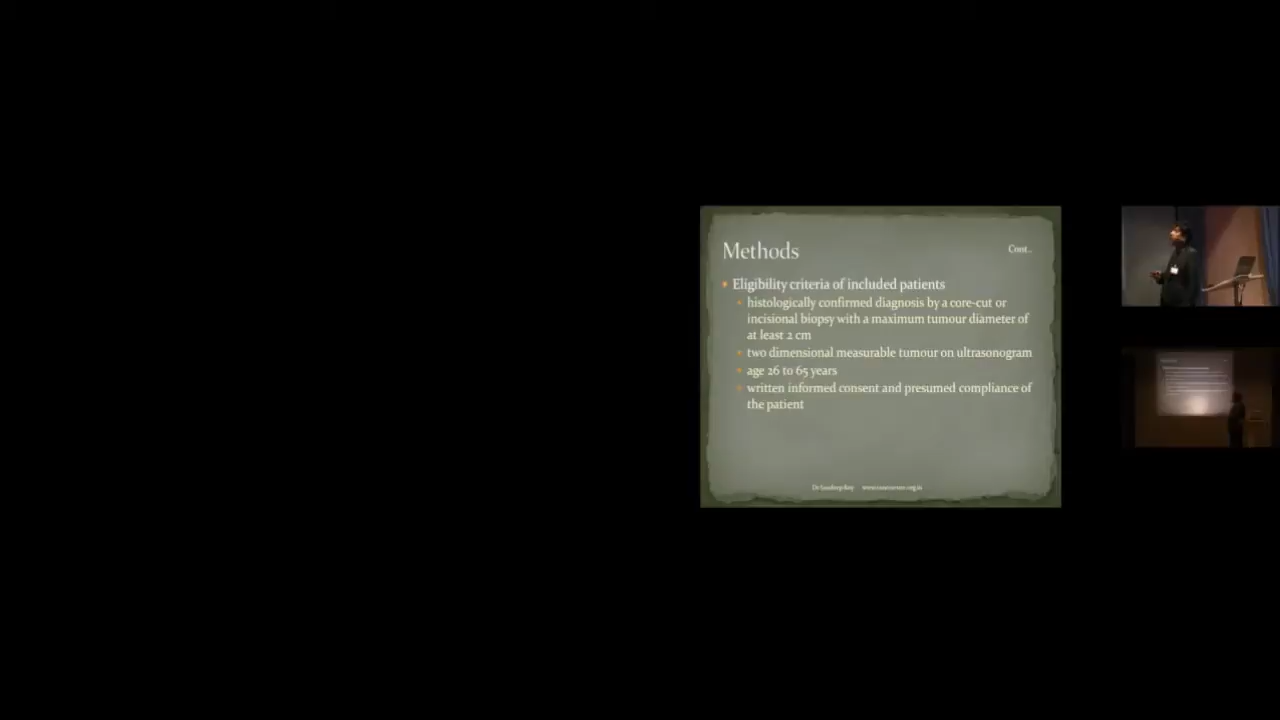 Methods
Cont..
Eligibility criteria of included patients
histologically confirmed diagnosis by a core-cut or
incisional biopsy with a maximum tumour diameter of
at least 2 cm
two dimensional measurable tumour on ultrasonogram
age 26 to 65 years
written informed consent and presumed compliance of
the patient